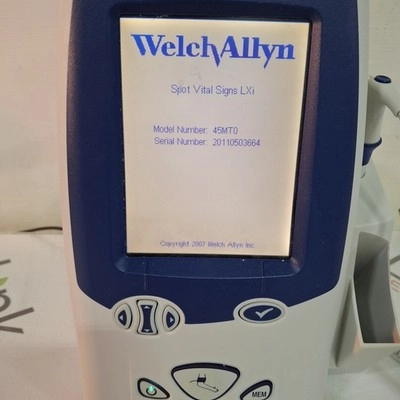 WelchAllyn
Spot Vital Signs LXi
Model Number: 45MT0
Serial Number: 20110503664
Copyright 2007 Welch Allyn Inc.
MEM